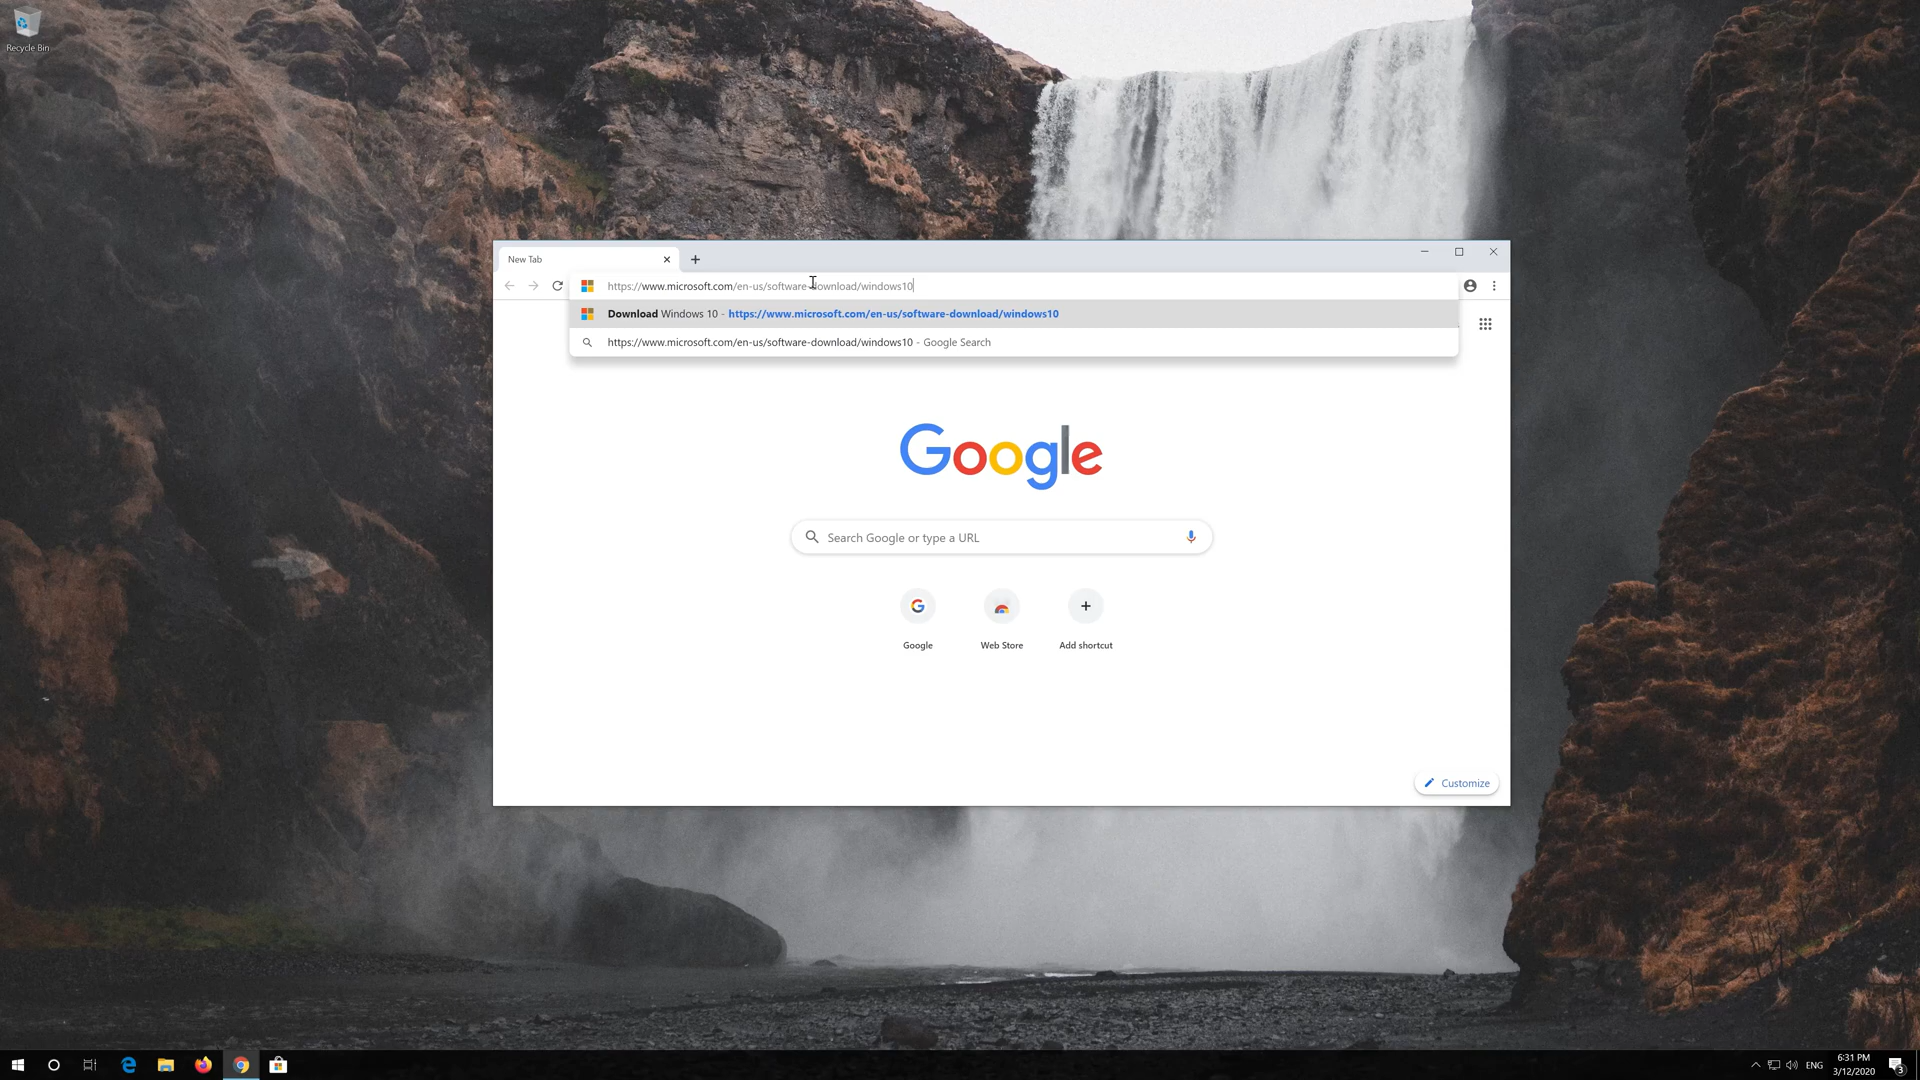 Recycle Bin
New Tab
https://www.microsoft.com/en-us/software-download/windows10
Download Windows 10 - https://www.microsoft.com/en-us/software-download/windows10
https://www.microsoft.com/en-us/software-download/windows10 - Google Search
Google
Search Google or type a URL
Google
Web Store
Add shortcut
Customize
ENG
6:31 PM
3/12/2020
3